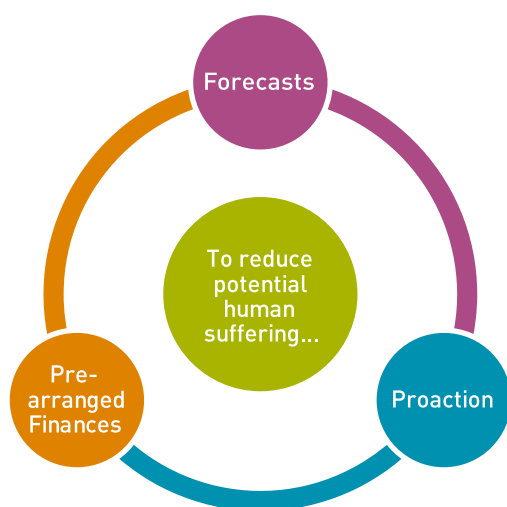 Forecasts
To reduce
potential
human
suffering...
Pre-
arranged
Finances
Proaction